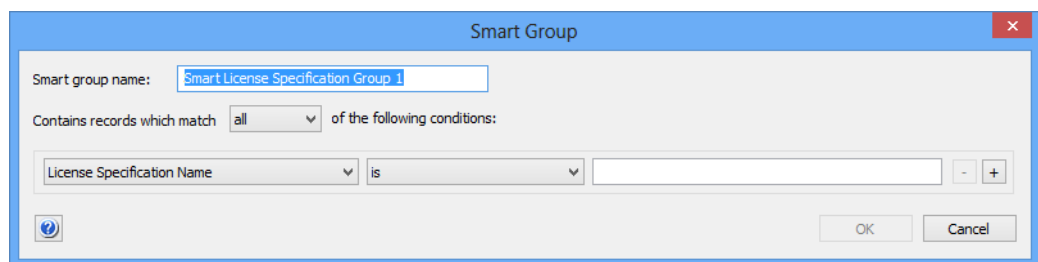 Smart Group
Smart group name: Smart License Specification Group 1
Contains records which match all of the following conditions:
License Specification Name is - +
? OK Cancel